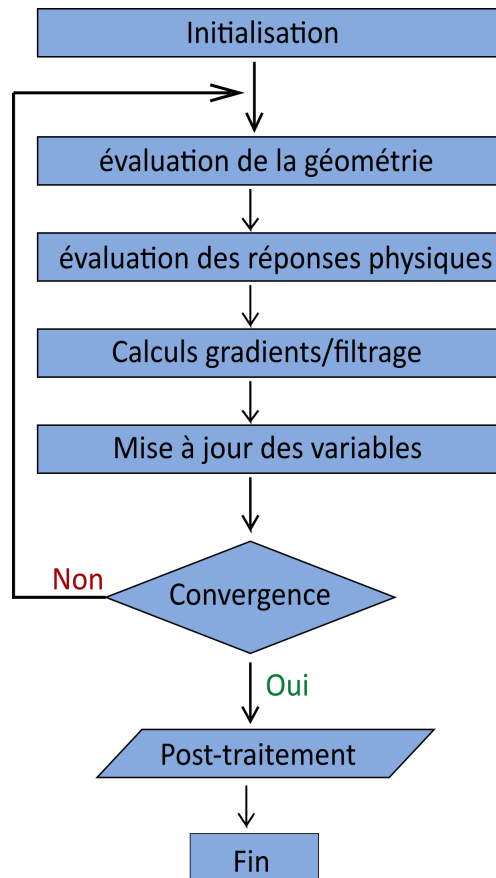 Initialisation
évaluation de la géométrie
évaluation des réponses physiques
Calculs gradients/filtrage
Mise à jour des variables
Convergence
Non
Oui
Post-traitement
Fin